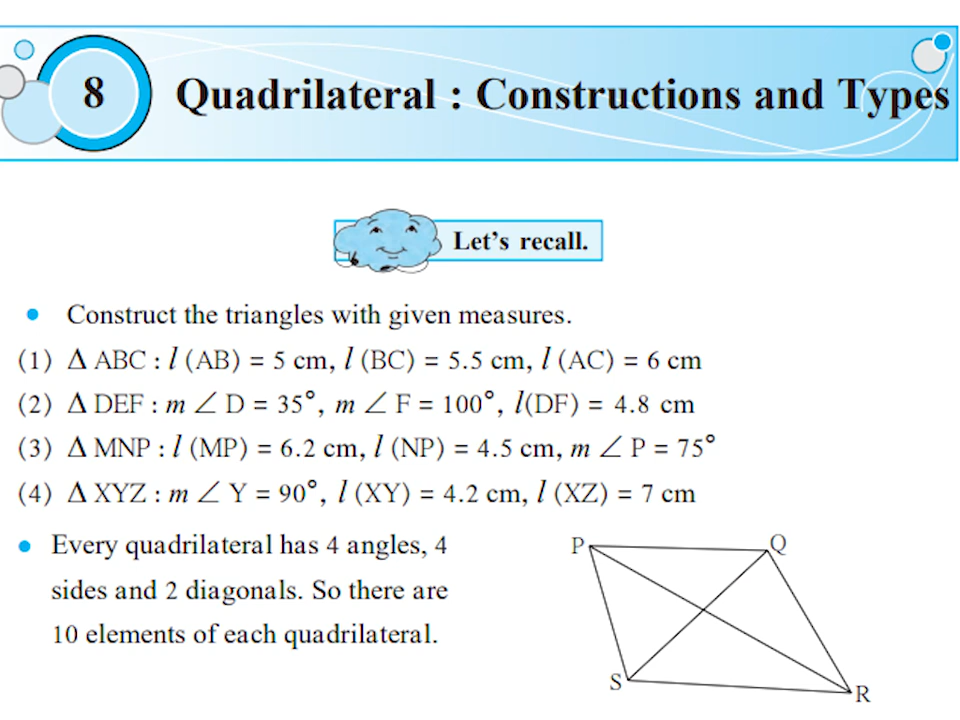 8 Quadrilateral : Constructions and Types
Let's recall.
• Construct the triangles with given measures.
(1) Δ ABC : l (AB) = 5 cm, l (BC) = 5.5 cm, l (AC) = 6 cm
(2) Δ DEF : m ∠ D = 35°, m ∠ F = 100°, l(DF) = 4.8 cm
(3) Δ MNP : l (MP) = 6.2 cm, l (NP) = 4.5 cm, m ∠ P = 75°
(4) Δ XYZ : m ∠ Y = 90°, l (XY) = 4.2 cm, l (XZ) = 7 cm
• Every quadrilateral has 4 angles, 4
sides and 2 diagonals. So there are
10 elements of each quadrilateral.
P Q
S R